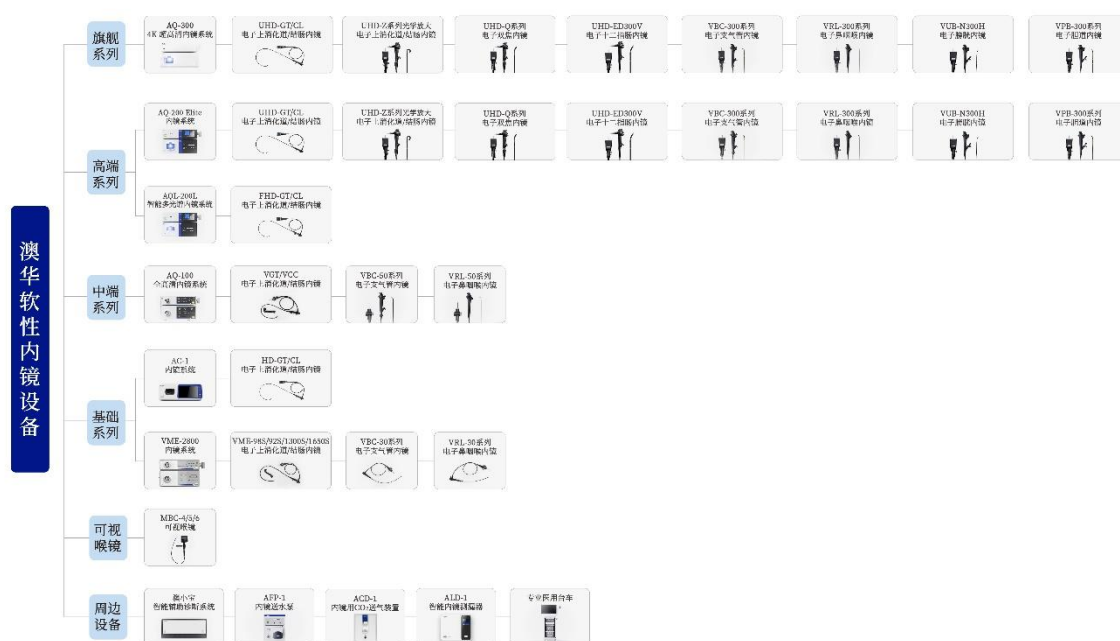 澳华软性内镜设备
旗舰
系列
AQ-300
4K超高清内镜系统
UHD-GT/CL
电子上消化道/结肠内镜
UHD-Z系列光学放大
电子上消化道/结肠内镜
UHD-Q系列
电子双焦内镜
UHD-ED300V
电子十二指肠内镜
VBC-300系列
电子支气管内镜
VRL-300系列
电子鼻咽喉内镜
VUB-N300H
电子膀胱内镜
VPB-300系列
电子胆道内镜
高端
系列
AQ-200 Elite
内镜系统
UHD-GT/CL
电子上消化道/结肠内镜
UHD-Z系列光学放大
电子上消化道/结肠内镜
UHD-Q系列
电子双焦内镜
UHD-ED300V
电子十二指肠内镜
VBC-300系列
电子支气管内镜
VRL-300系列
电子鼻咽喉内镜
VUB-N300H
电子膀胱内镜
VPB-300系列
电子胆道内镜
AQL-200L
智能多光谱内镜系统
FHD-GT/CL
电子上消化道/结肠内镜
中端
系列
AQ-100
全高清内镜系统
VGT/VCC
电子上消化道/结肠内镜
VBC-50系列
电子支气管内镜
VRL-50系列
电子鼻咽喉内镜
基础
系列
AC-1
内镜系统
HD-GT/CL
电子上消化道/结肠内镜
VME-2800
内镜系统
VME-98S/92S/1300S/1650S
电子上消化道/结肠内镜
VBC-30系列
电子支气管内镜
VRL-30系列
电子鼻咽喉内镜
可视
喉镜
MBC-4/5/6
可视喉镜
周边
设备
奥小宝
智能辅助诊断系统
AFP-1
内镜送水泵
ACD-1
内镜用CO₂送气装置
ALD-1
智能内镜测漏器
专业医用台车